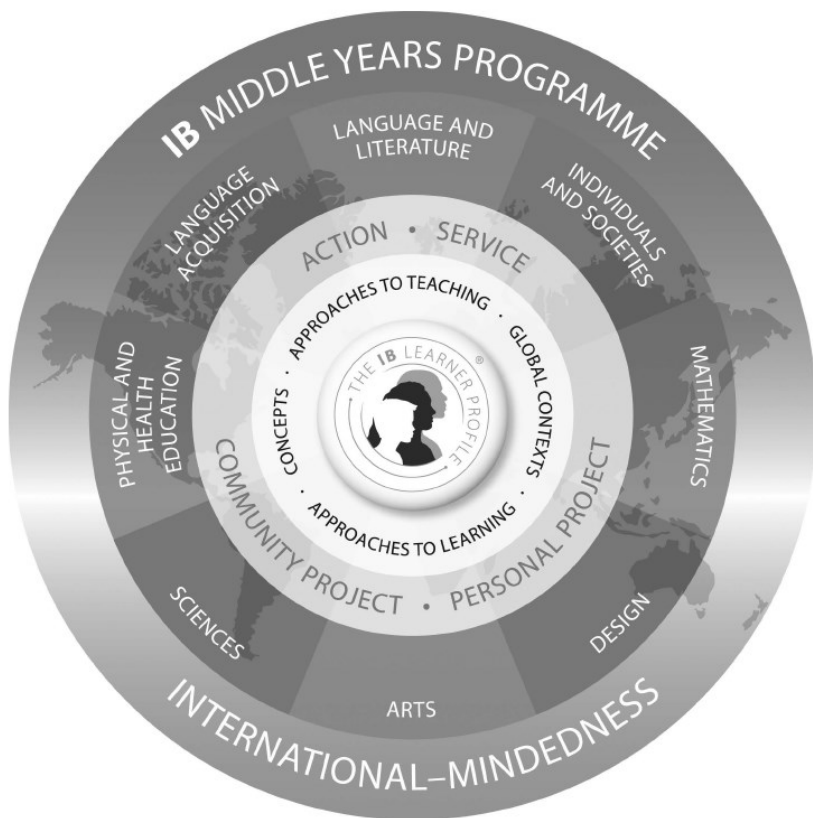 IB MIDDLE YEARS PROGRAMME
LANGUAGE AND
LITERATURE
INDIVIDUALS
AND SOCIETIES
MATHEMATICS
DESIGN
ARTS
SCIENCES
PHYSICAL AND
HEALTH
EDUCATION
LANGUAGE
ACQUISITION
ACTION • SERVICE
PERSONAL PROJECT
COMMUNITY PROJECT •
APPROACHES TO TEACHING ·
GLOBAL CONTEXTS ·
APPROACHES TO LEARNING ·
CONCEPTS ·
• THE IB LEARNER PROFILE •
®
INTERNATIONAL–MINDEDNESS